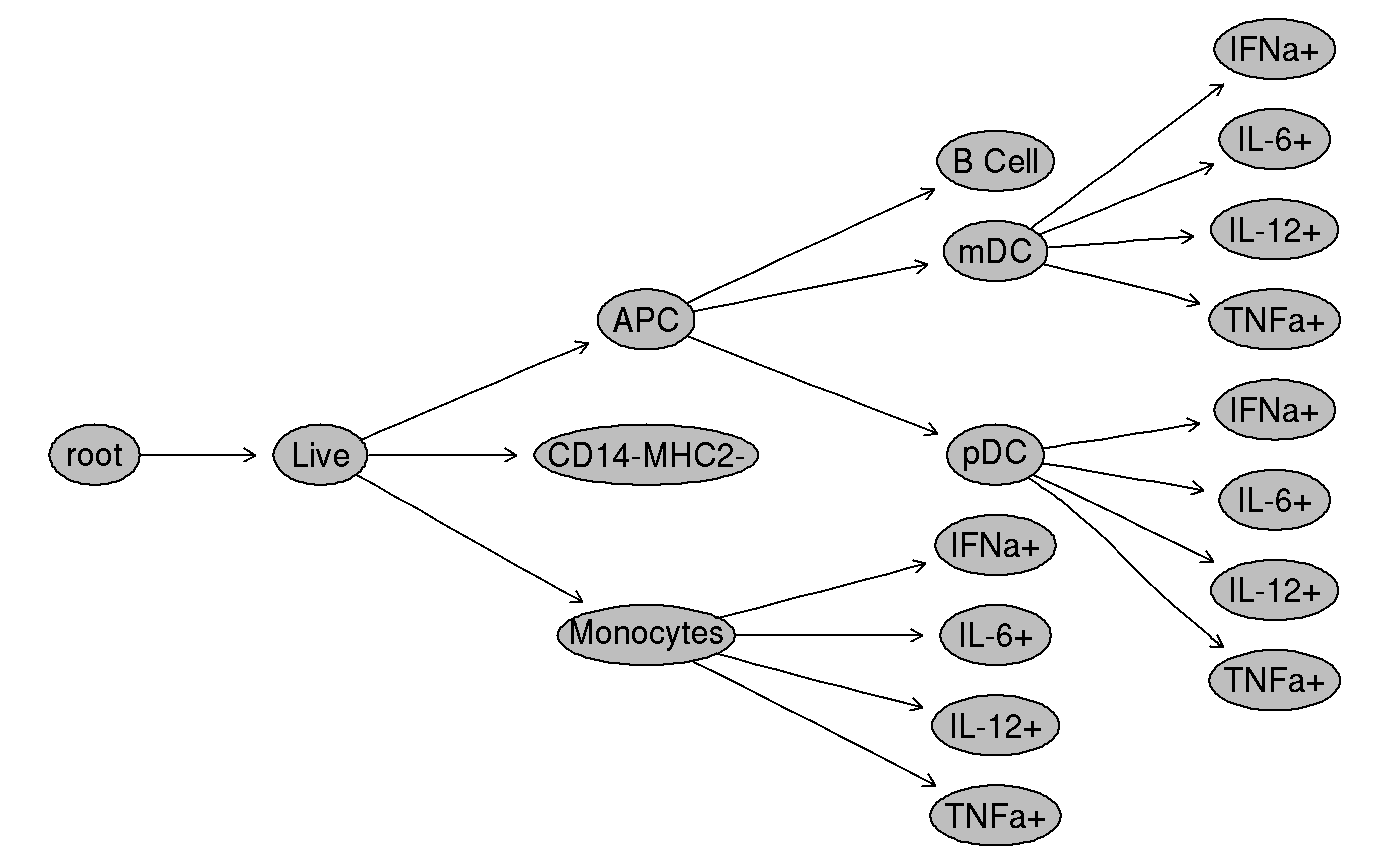 root
Live
APC
CD14-MHC2-
Monocytes
B Cell
mDC
pDC
IFNa+
IL-6+
IL-12+
TNFa+
IFNa+
IL-6+
IL-12+
TNFa+
IFNa+
IL-6+
IL-12+
TNFa+